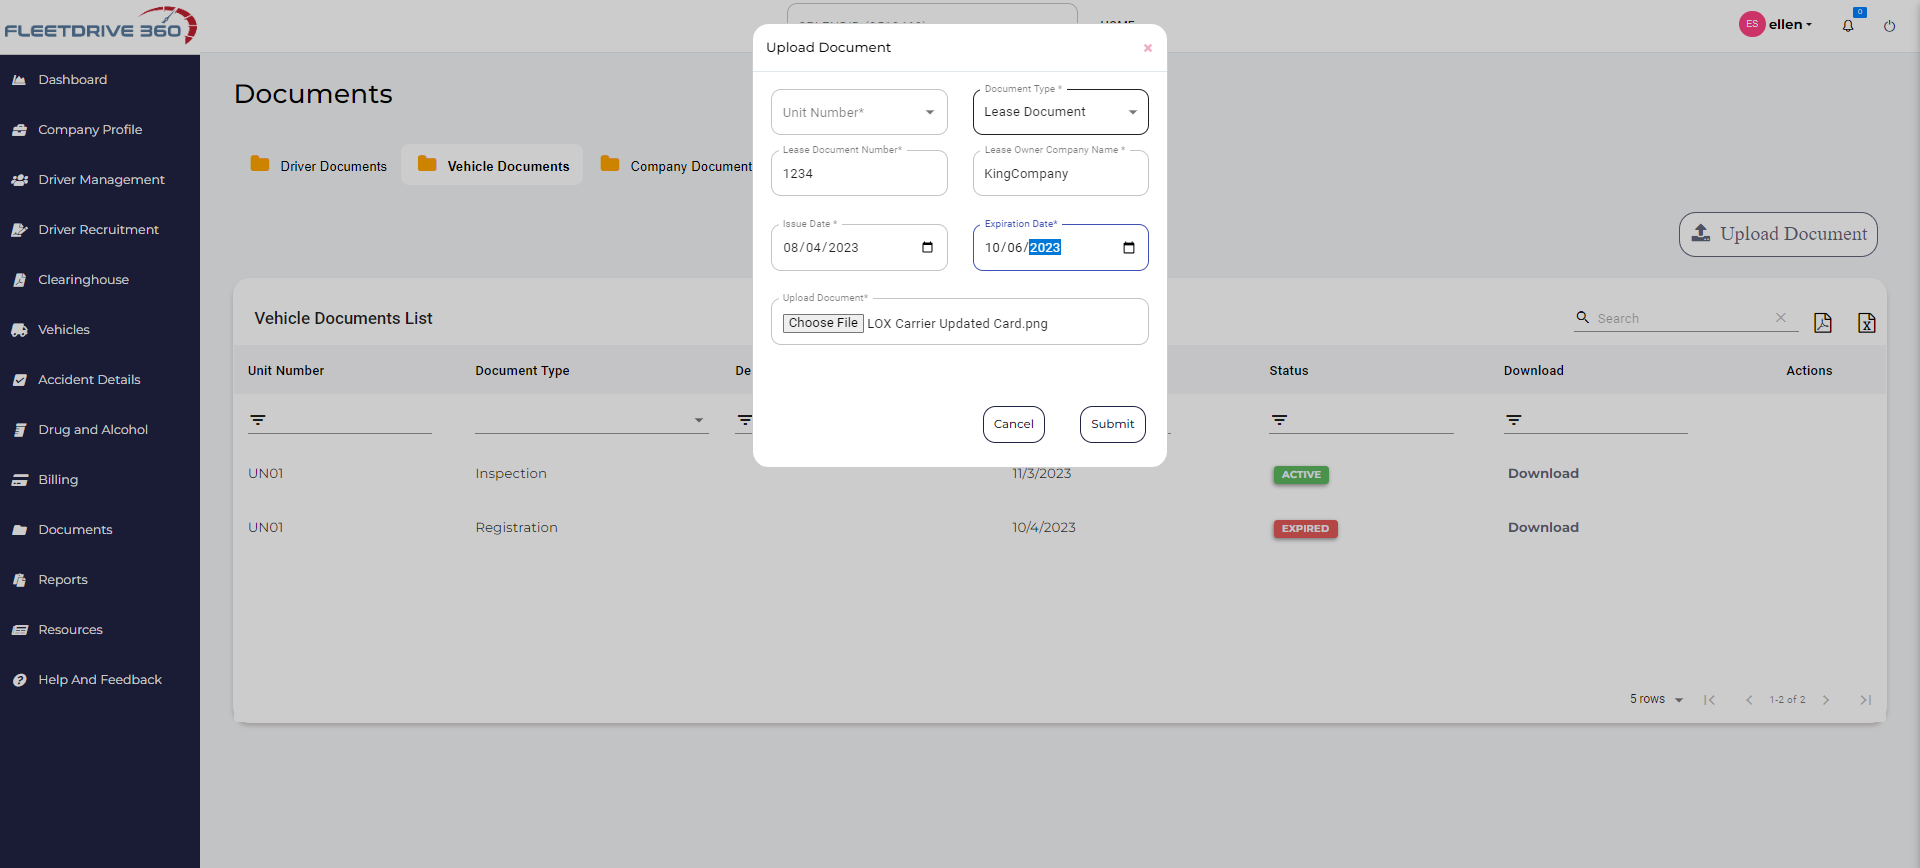 FLEETDRIVE 360
HOME
ES ellen
0
Dashboard
Company Profile
Driver Management
Driver Recruitment
Clearinghouse
Vehicles
Accident Details
Drug and Alcohol
Billing
Documents
Reports
Resources
Help And Feedback
Documents
Driver Documents
Vehicle Documents
Company Document
Upload Document
Upload Document
×
Unit Number*
Document Type *
Lease Document
Lease Document Number*
1234
Lease Owner Company Name *
KingCompany
Issue Date *
08/04/2023
Expiration Date*
10/06/2023
Upload Document*
Choose File LOX Carrier Updated Card.png
Cancel Submit
Vehicle Documents List
Search
Unit Number Document Type De Status Download Actions
UN01 Inspection 11/3/2023 ACTIVE Download
UN01 Registration 10/4/2023 EXPIRED Download
5 rows 1-2 of 2